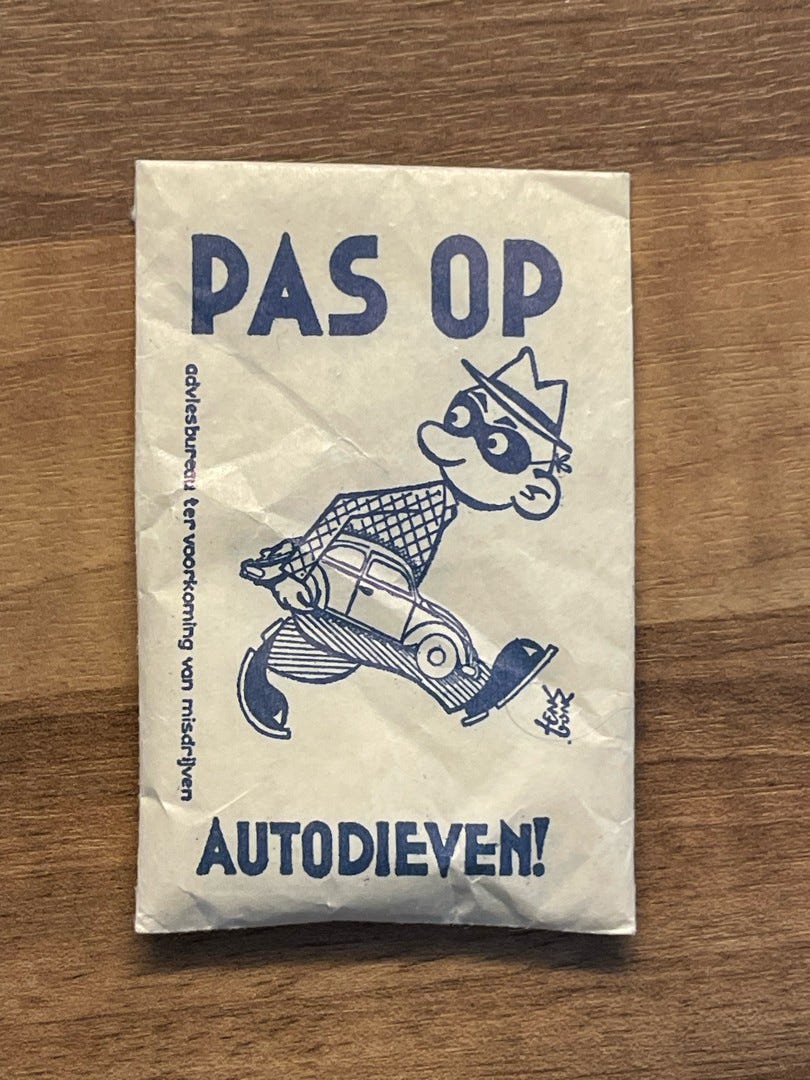 PAS OP
adviesbureau ter voorkoming van misdrijven
AUTODIEVEN!